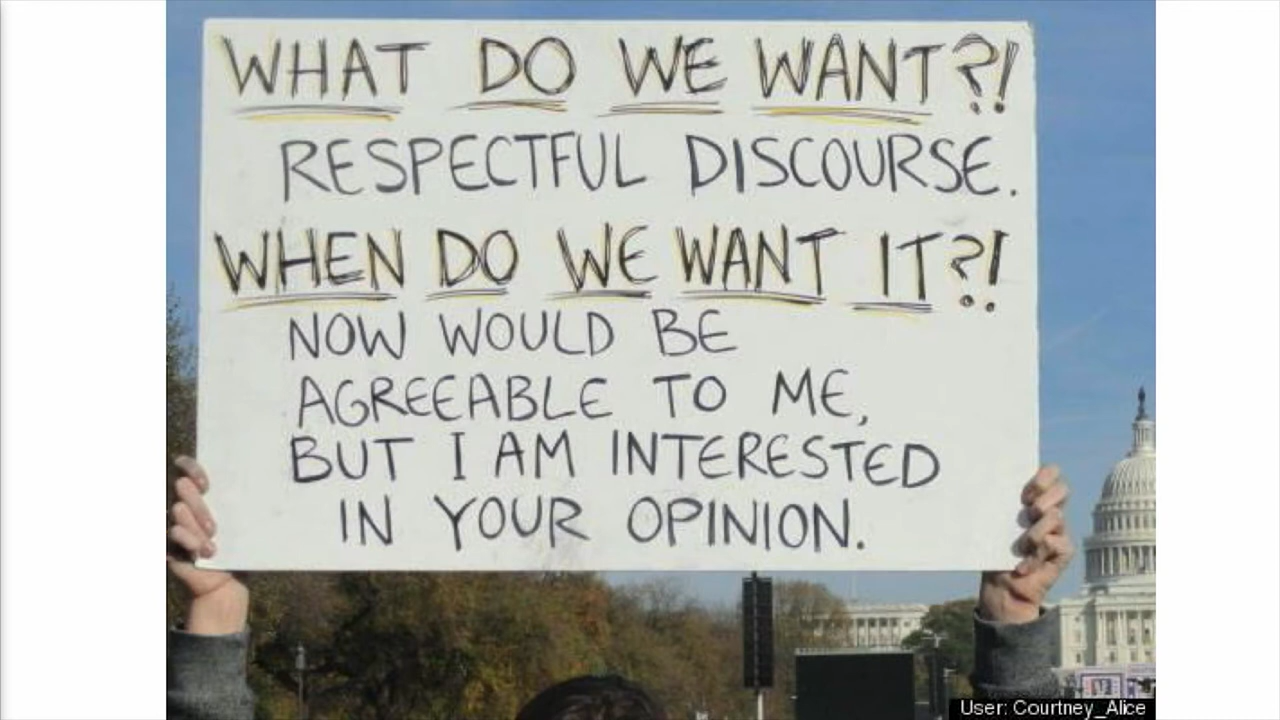 WHAT DO WE WANT?!
RESPECTFUL DISCOURSE.
WHEN DO WE WANT IT?!
NOW WOULD BE
AGREEABLE TO ME,
BUT I AM INTERESTED
IN YOUR OPINION.
User: Courtney_Alice